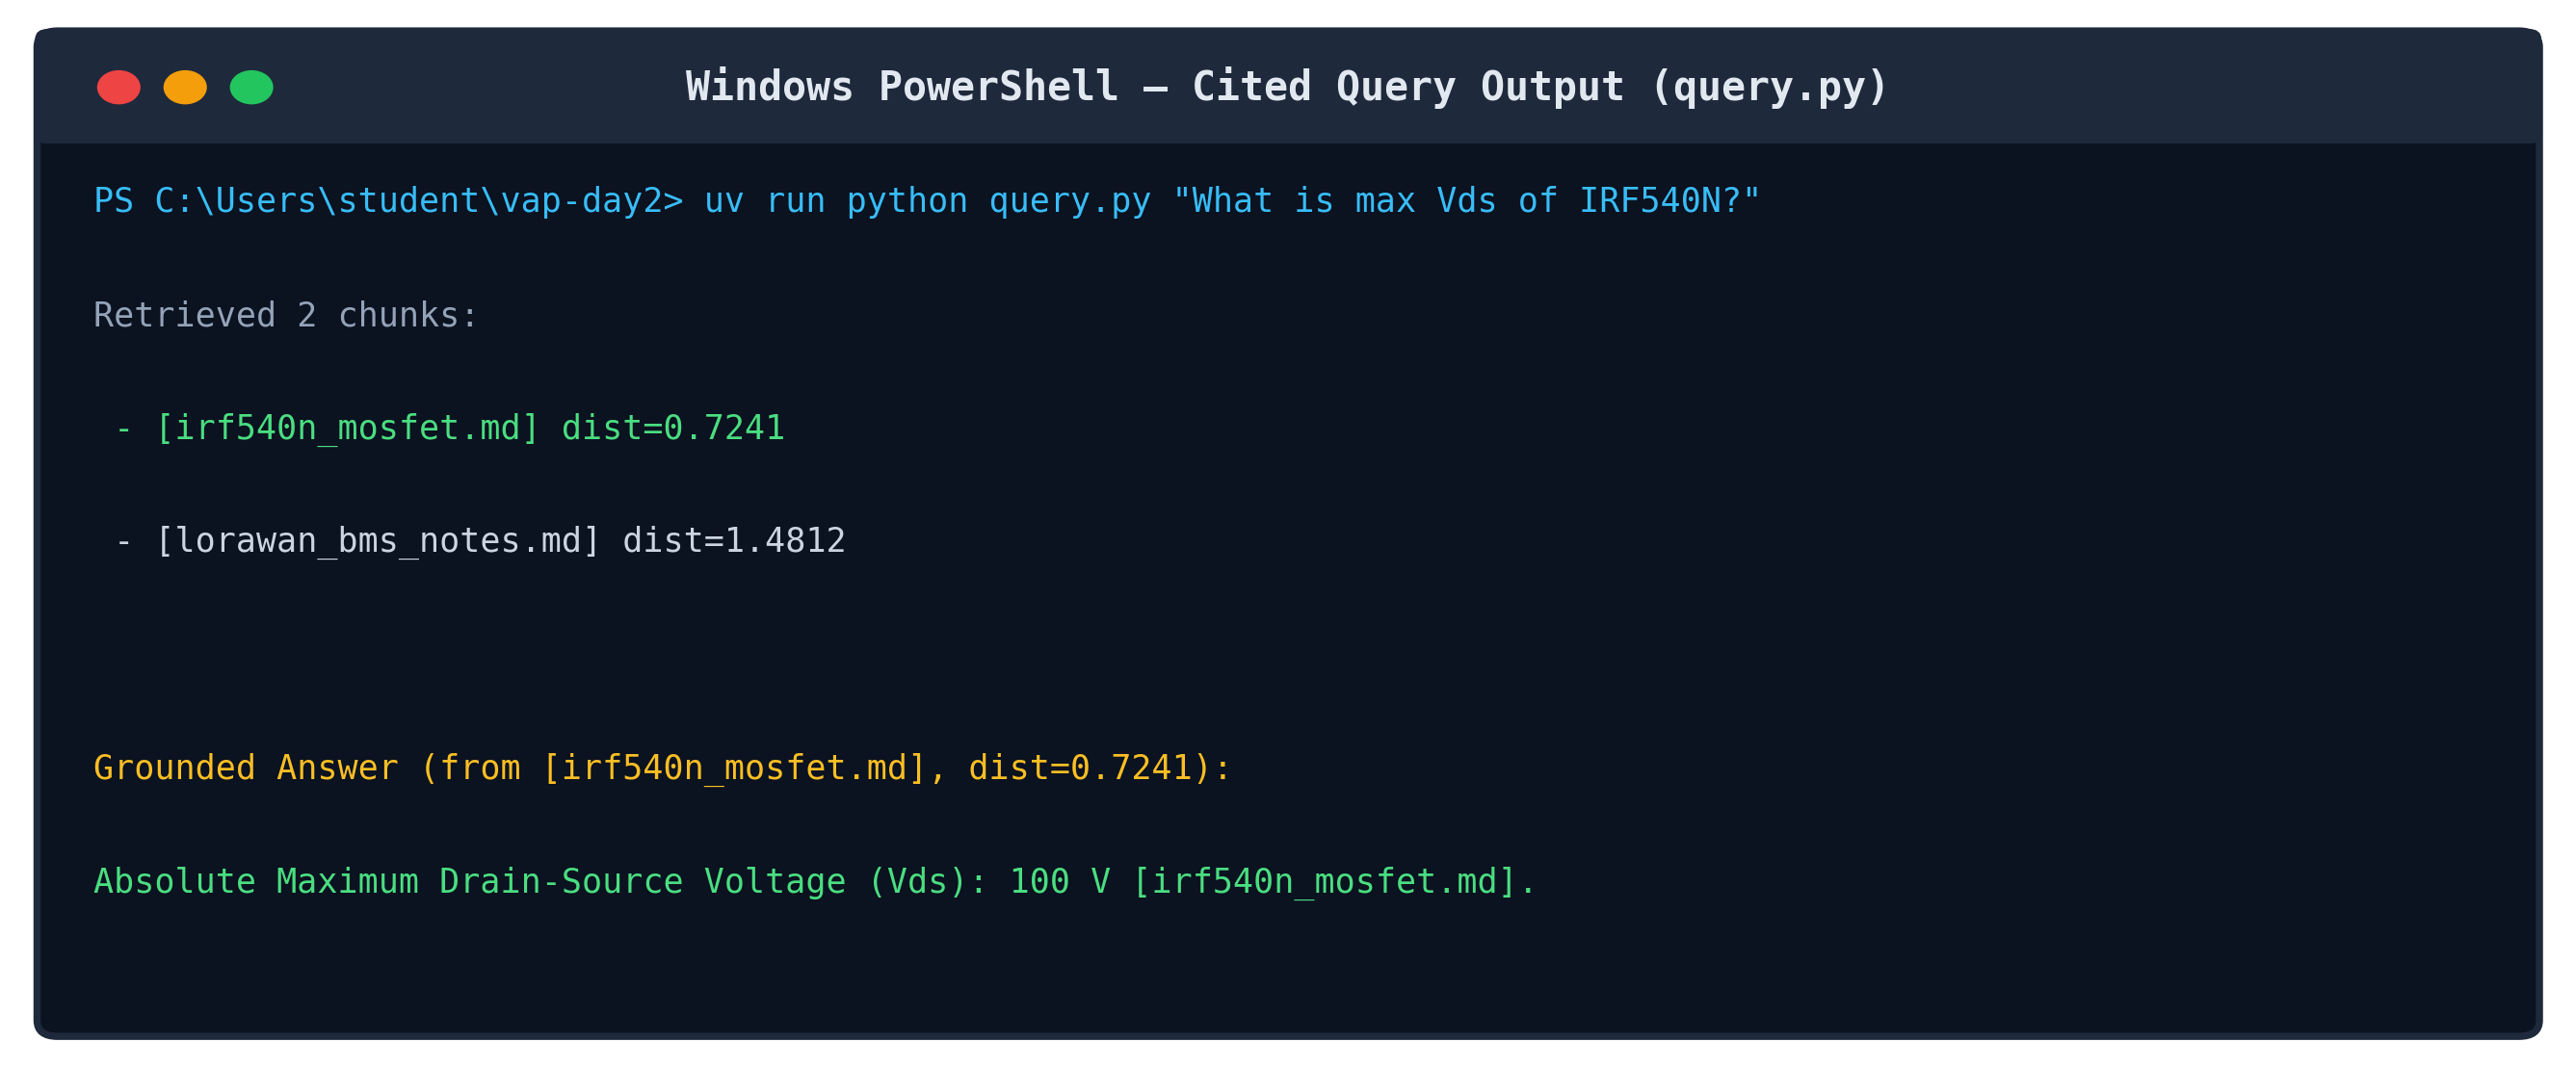 Windows PowerShell — Cited Query Output (query.py)
PS C:\Users\student\vap-day2> uv run python query.py "What is max Vds of IRF540N?"
Retrieved 2 chunks:
- [irf540n_mosfet.md] dist=0.7241
- [lorawan_bms_notes.md] dist=1.4812
Grounded Answer (from [irf540n_mosfet.md], dist=0.7241):
Absolute Maximum Drain-Source Voltage (Vds): 100 V [irf540n_mosfet.md].